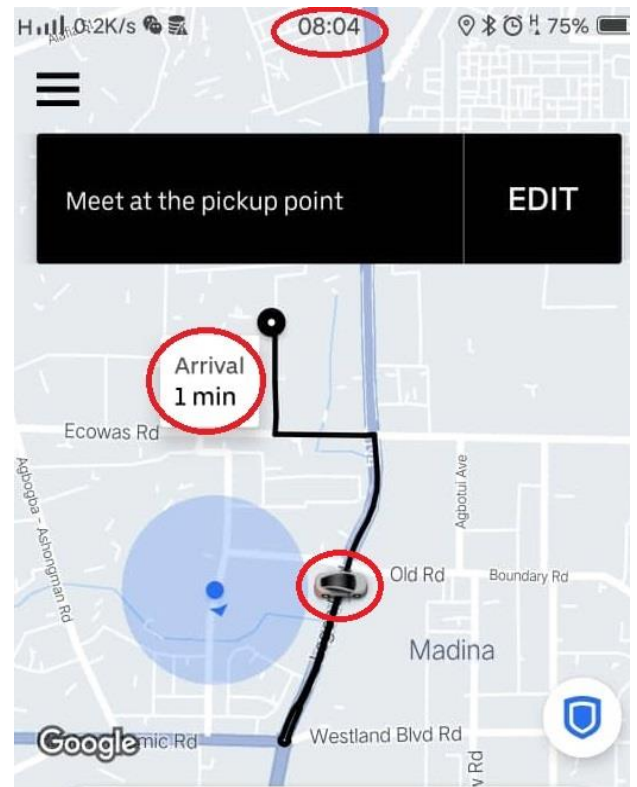 H 0.2K/s 08:04 75%
Meet at the pickup point
EDIT
Arrival
1 min
Ecowas Rd
Agbogba - Ashongman Rd
Agbotui Ave
Old Rd
Boundary Rd
Madina
Google
mic Rd
Westland Blvd Rd
v Rd